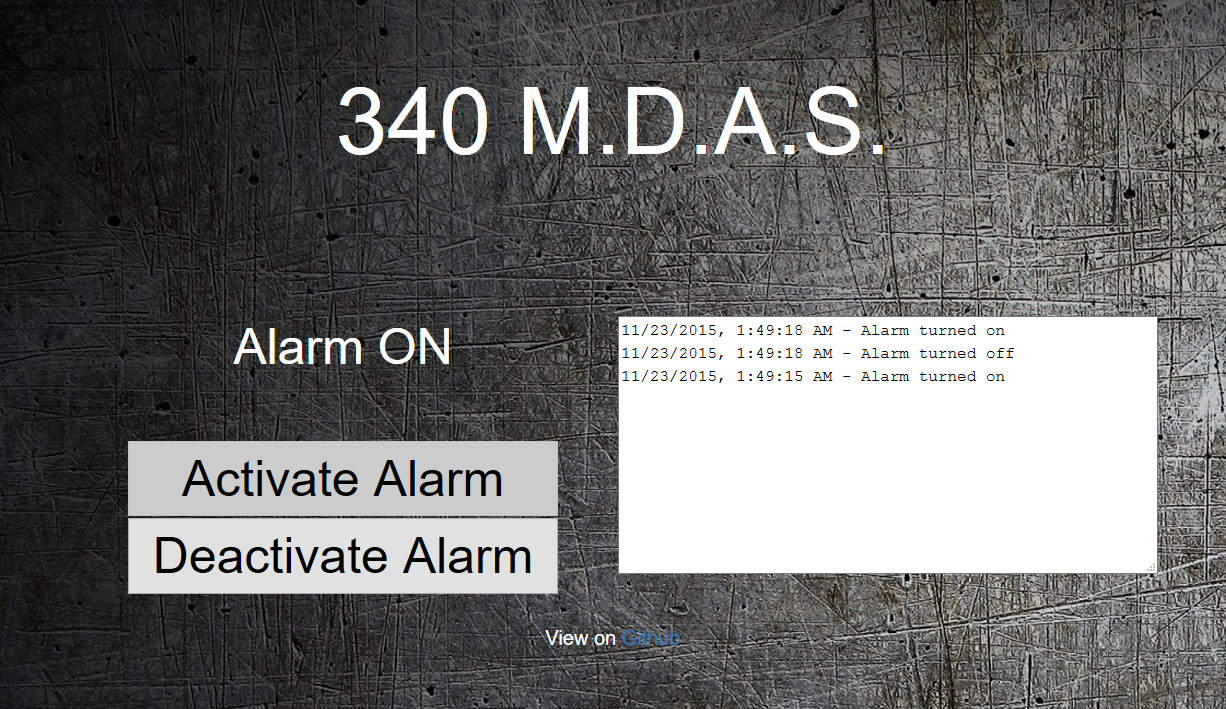 340 M.D.A.S.
Alarm ON
Activate Alarm
Deactivate Alarm
11/23/2015, 1:49:18 AM - Alarm turned on
11/23/2015, 1:49:18 AM - Alarm turned off
11/23/2015, 1:49:15 AM - Alarm turned on
View on Github